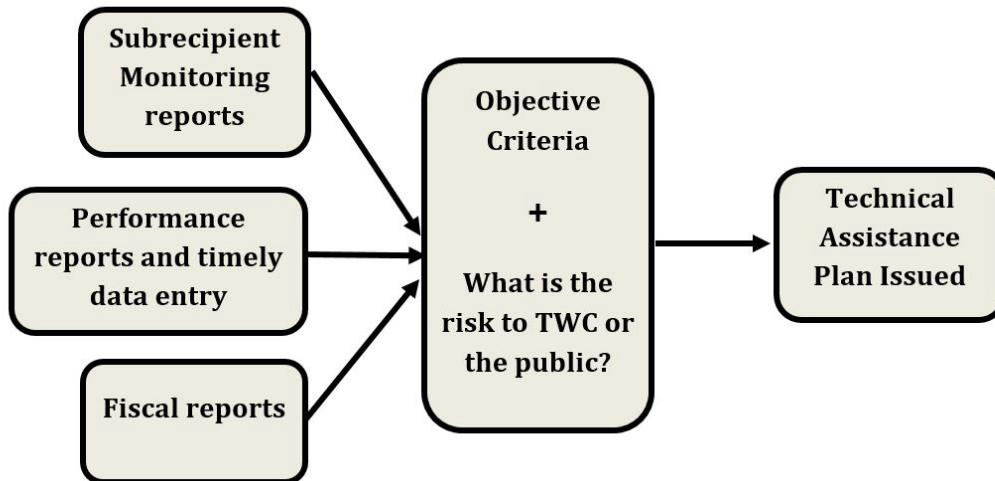 Subrecipient
Monitoring
reports
Performance
reports and timely
data entry
Fiscal reports
Objective
Criteria
+
What is the
risk to TWC or
the public?
Technical
Assistance
Plan Issued